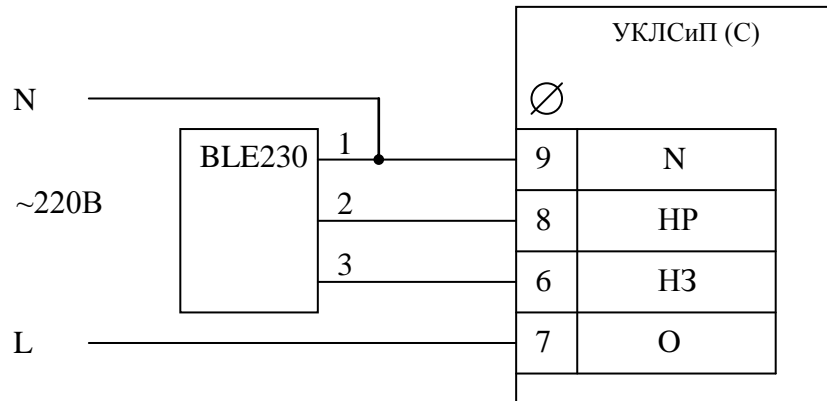 УКЛСиП (С)
N
BLE230 1 9 N
~220В 2 8 НР
3 6 НЗ
L 7 О